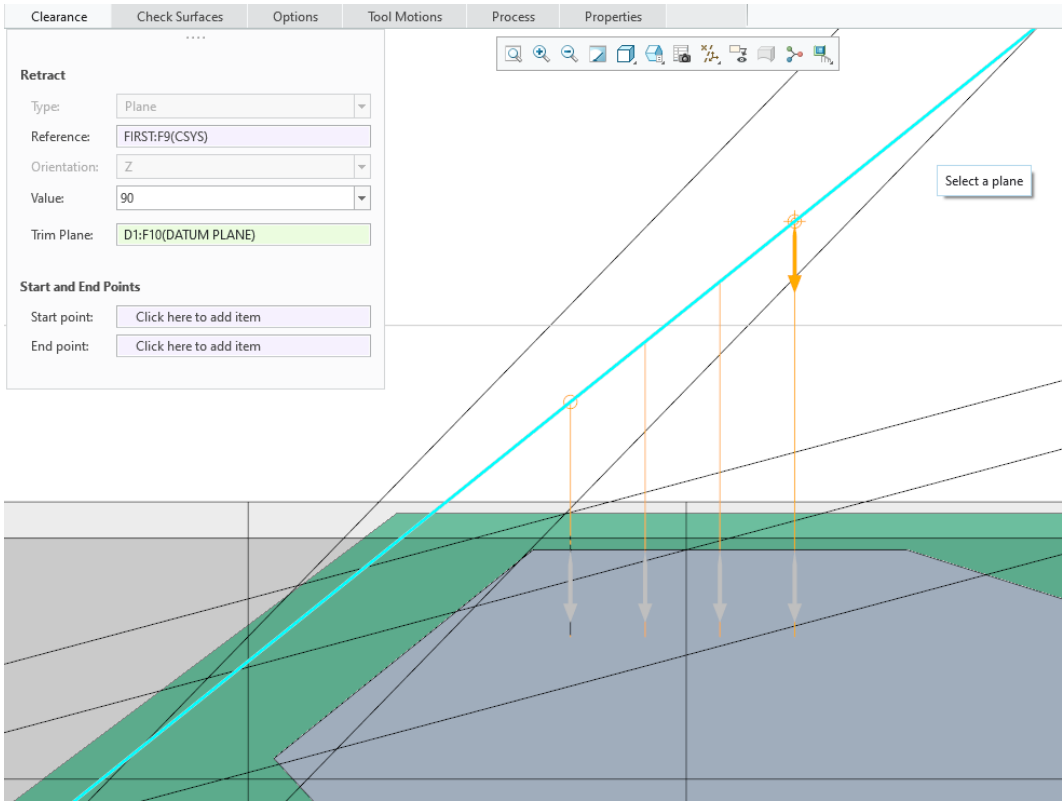 Clearance Check Surfaces Options Tool Motions Process Properties
Retract
Type: Plane
Reference: FIRST:F9(CSYS)
Orientation: Z
Value: 90
Trim Plane: D1:F10(DATUM PLANE)
Start and End Points
Start point: Click here to add item
End point: Click here to add item
Select a plane